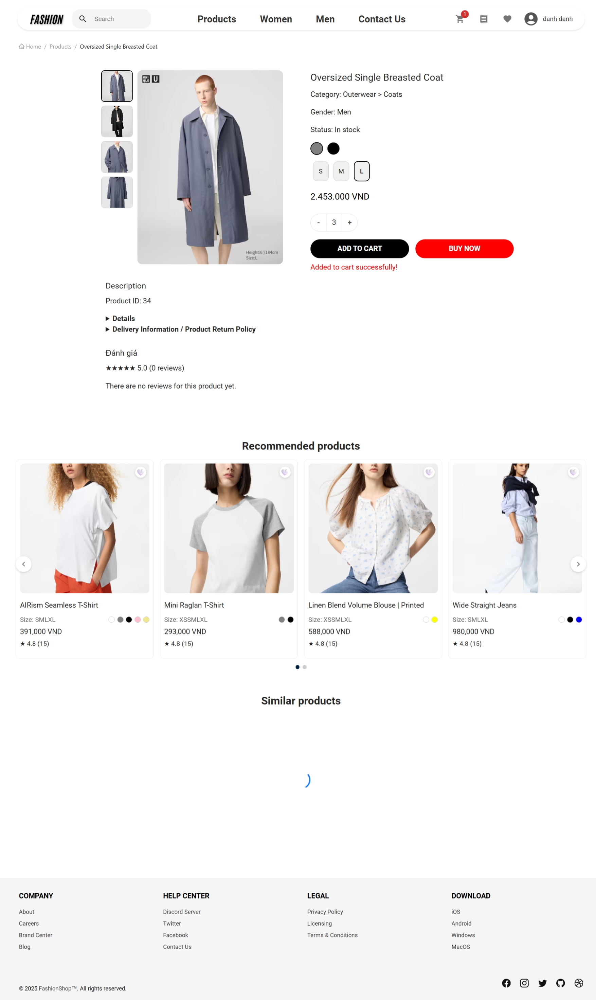 FASHION
Search
Products
Women
Men
Contact Us
1
danh danh
Home / Products / Oversized Single Breasted Coat
UNI
QLO
U
Height:6'/184cm
Size:L
Oversized Single Breasted Coat
Category: Outerwear > Coats
Gender: Men
Status: In stock
S
M
L
2.453.000 VND
- 3 +
ADD TO CART
BUY NOW
Added to cart successfully!
Description
Product ID: 34
▶ Details
▶ Delivery Information / Product Return Policy
Đánh giá
★★★★★ 5.0 (0 reviews)
There are no reviews for this product yet.
Recommended products
AIRism Seamless T-Shirt
Size: SMLXL
391,000 VND
★ 4.8 (15)
Mini Raglan T-Shirt
Size: XSSMLXL
293,000 VND
★ 4.8 (15)
Linen Blend Volume Blouse | Printed
Size: XSSMLXL
588,000 VND
★ 4.8 (15)
Wide Straight Jeans
Size: SMLXL
980,000 VND
★ 4.8 (15)
Similar products
COMPANY
About
Careers
Brand Center
Blog
HELP CENTER
Discord Server
Twitter
Facebook
Contact Us
LEGAL
Privacy Policy
Licensing
Terms & Conditions
DOWNLOAD
iOS
Android
Windows
MacOS
© 2025 FashionShop™. All rights reserved.